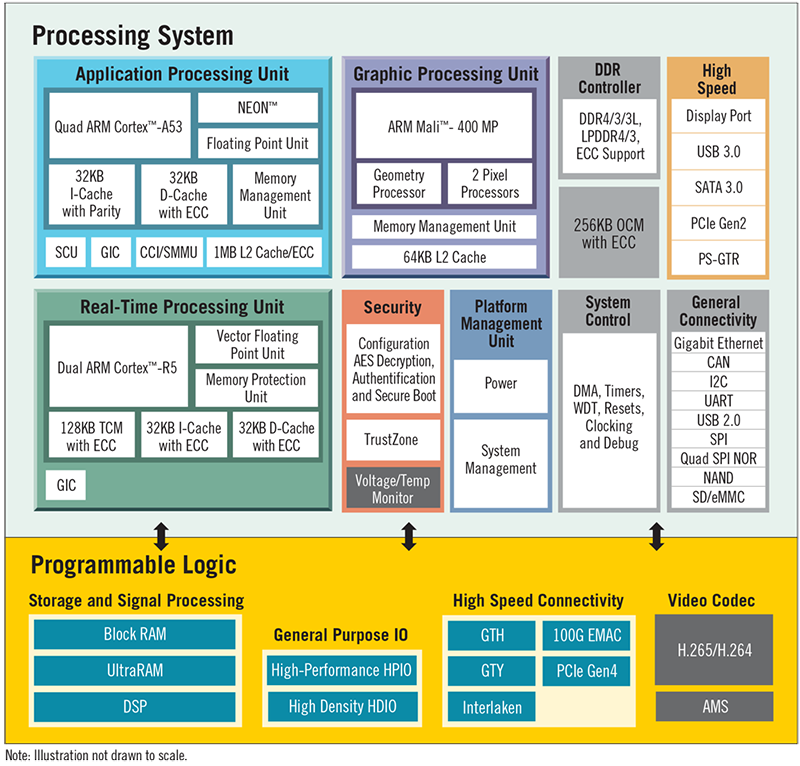 Processing System
Application Processing Unit
Quad ARM Cortex™-A53
NEON™
Floating Point Unit
32KB
I-Cache
with Parity
32KB
D-Cache
with ECC
Memory
Management
Unit
SCU
GIC
CCI/SMMU
1MB L2 Cache/ECC
Graphic Processing Unit
ARM Mali™- 400 MP
Geometry
Processor
2 Pixel
Processors
Memory Management Unit
64KB L2 Cache
DDR
Controller
DDR4/3/3L,
LPDDR4/3,
ECC Support
256KB OCM
with ECC
High
Speed
Display Port
USB 3.0
SATA 3.0
PCIe Gen2
PS-GTR
Real-Time Processing Unit
Dual ARM Cortex™-R5
Vector Floating
Point Unit
Memory Protection
Unit
128KB TCM
with ECC
32KB I-Cache
with ECC
32KB D-Cache
with ECC
GIC
Security
Configuration
AES Decryption,
Authentification
and Secure Boot
TrustZone
Voltage/Temp
Monitor
Platform
Management
Unit
Power
System
Management
System
Control
DMA, Timers,
WDT, Resets,
Clocking
and Debug
General
Connectivity
Gigabit Ethernet
CAN
I2C
UART
USB 2.0
SPI
Quad SPI NOR
NAND
SD/eMMC
Programmable Logic
Storage and Signal Processing
Block RAM
UltraRAM
DSP
General Purpose IO
High-Performance HPIO
High Density HDIO
High Speed Connectivity
GTH
100G EMAC
GTY
PCIe Gen4
Interlaken
Video Codec
H.265/H.264
AMS
Note: Illustration not drawn to scale.